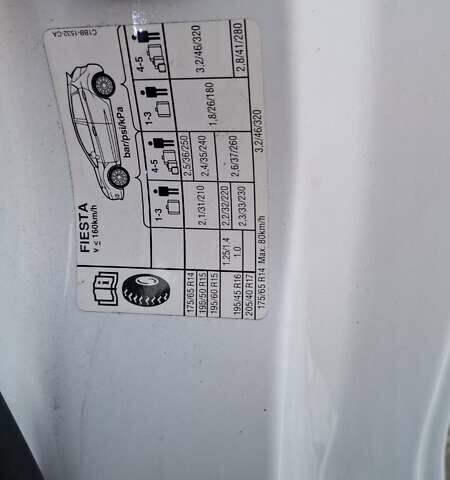 C1BB-1532-CA
FIESTA
v ≤ 160km/h
bar/psi/kPa
1-3
4-5
1-3
4-5
175/65 R14
195/50 R15
195/60 R15
2,1/31/210
2,5/36/250
2,4/35/240
1,8/26/180
3,2/46/320
195/45 R16
1.25/1.4
2,2/32/220
1.0
2,3/33/230
205/40 R17
2,6/37/260
2,8/41/280
175/65 R14 Max. 80km/h
3,2/46/320